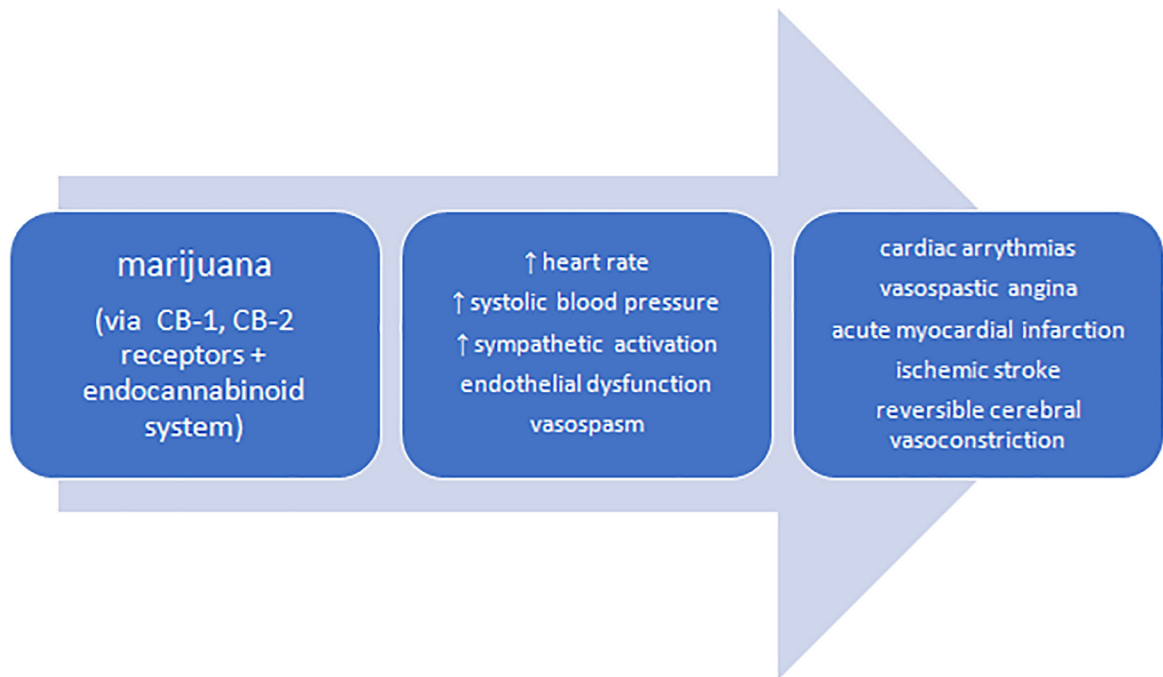 marijuana
(via CB-1, CB-2
receptors +
endocannabinoid
system)
↑ heart rate
↑ systolic blood pressure
↑ sympathetic activation
endothelial dysfunction
vasospasm
cardiac arrythmias
vasospastic angina
acute myocardial infarction
ischemic stroke
reversible cerebral
vasoconstriction